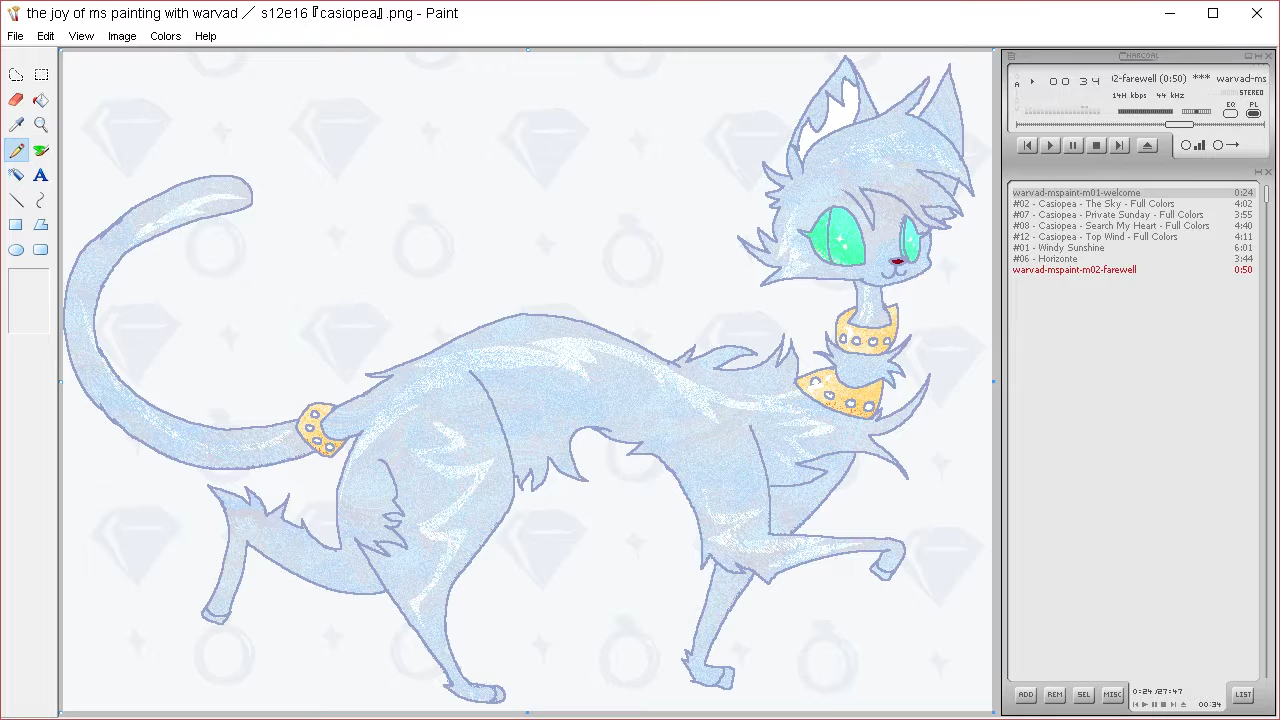 the joy of ms painting with warvad ／ s12e16『casiopea』.png - Paint
File Edit View Image Colors Help
CHARCOAL
00 34
02-farewell (0:50) *** warvad-ms
kbps 44 kHz
MONO STEREO
EQ PL
warvad-mspaint-m01-welcome 0:24
#02 - Casiopea - The Sky - Full Colors 4:02
#07 - Casiopea - Private Sunday - Full Colors 3:55
#08 - Casiopea - Search My Heart - Full Colors 4:40
#12 - Casiopea - Top Wind - Full Colors 4:11
#01 - Windy Sunshine 6:01
#06 - Horizonte 3:44
warvad-mspaint-m02-farewell 0:50
ADD REM SEL MISC 0:24/27:47 00:34 LIST